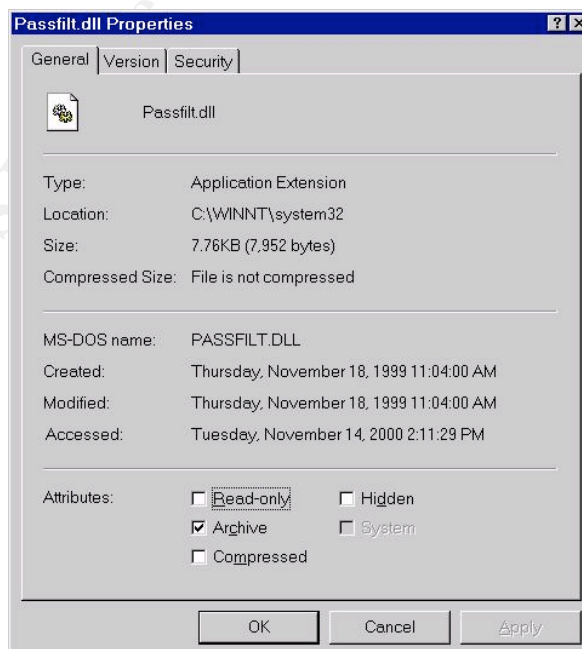 Passfilt.dll Properties
General Version Security
Passfilt.dll
Type: Application Extension
Location: C:\WINNT\system32
Size: 7.76KB (7,952 bytes)
Compressed Size: File is not compressed
MS-DOS name: PASSFILT.DLL
Created: Thursday, November 18, 1999 11:04:00 AM
Modified: Thursday, November 18, 1999 11:04:00 AM
Accessed: Tuesday, November 14, 2000 2:11:29 PM
Attributes: Read-only Hidden
Archive System
Compressed
OK Cancel Apply